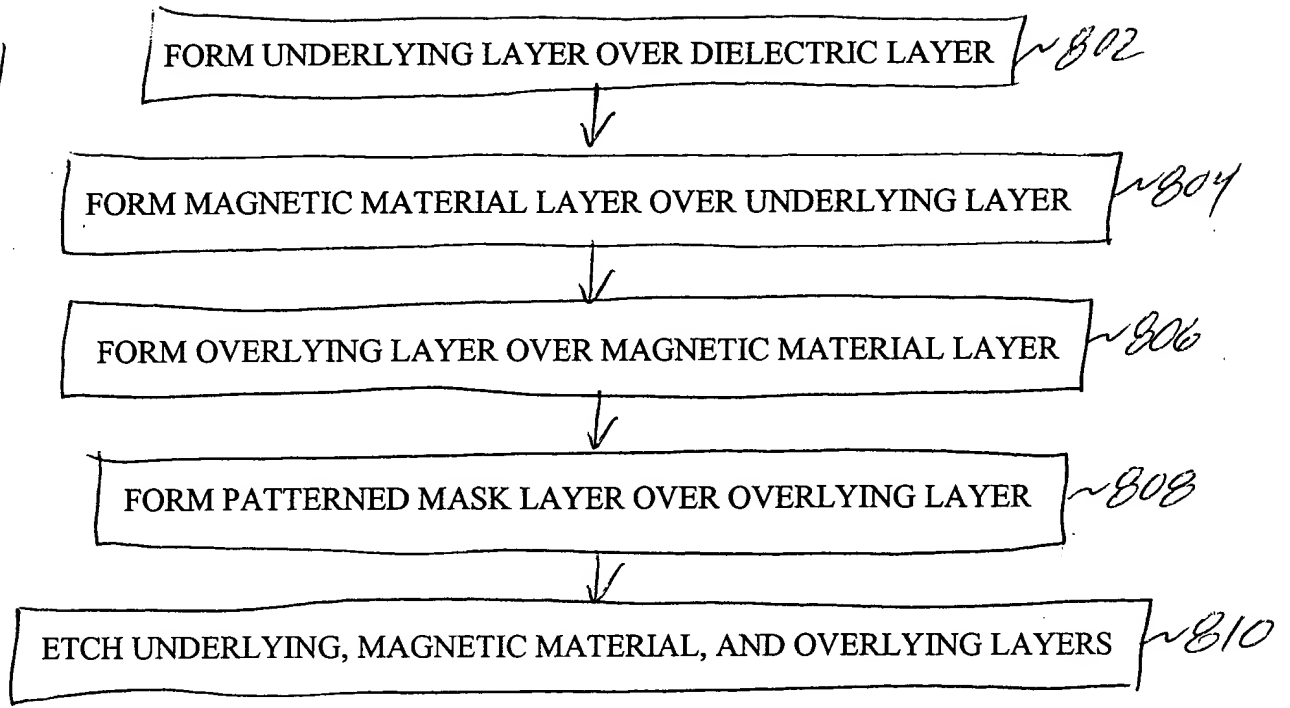 FORM UNDERLYING LAYER OVER DIELECTRIC LAYER 802
FORM MAGNETIC MATERIAL LAYER OVER UNDERLYING LAYER 804
FORM OVERLYING LAYER OVER MAGNETIC MATERIAL LAYER 806
FORM PATTERNED MASK LAYER OVER OVERLYING LAYER 808
ETCH UNDERLYING, MAGNETIC MATERIAL, AND OVERLYING LAYERS 810